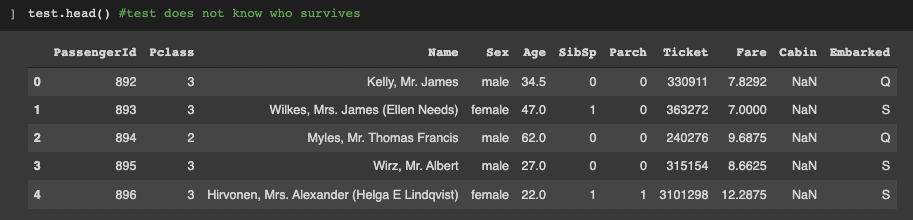 ] test.head() #test does not know who survives
PassengerId Pclass Name Sex Age SibSp Parch Ticket Fare Cabin Embarked
0 892 3 Kelly, Mr. James male 34.5 0 0 330911 7.8292 NaN Q
1 893 3 Wilkes, Mrs. James (Ellen Needs) female 47.0 1 0 363272 7.0000 NaN S
2 894 2 Myles, Mr. Thomas Francis male 62.0 0 0 240276 9.6875 NaN Q
3 895 3 Wirz, Mr. Albert male 27.0 0 0 315154 8.6625 NaN S
4 896 3 Hirvonen, Mrs. Alexander (Helga E Lindqvist) female 22.0 1 1 3101298 12.2875 NaN S